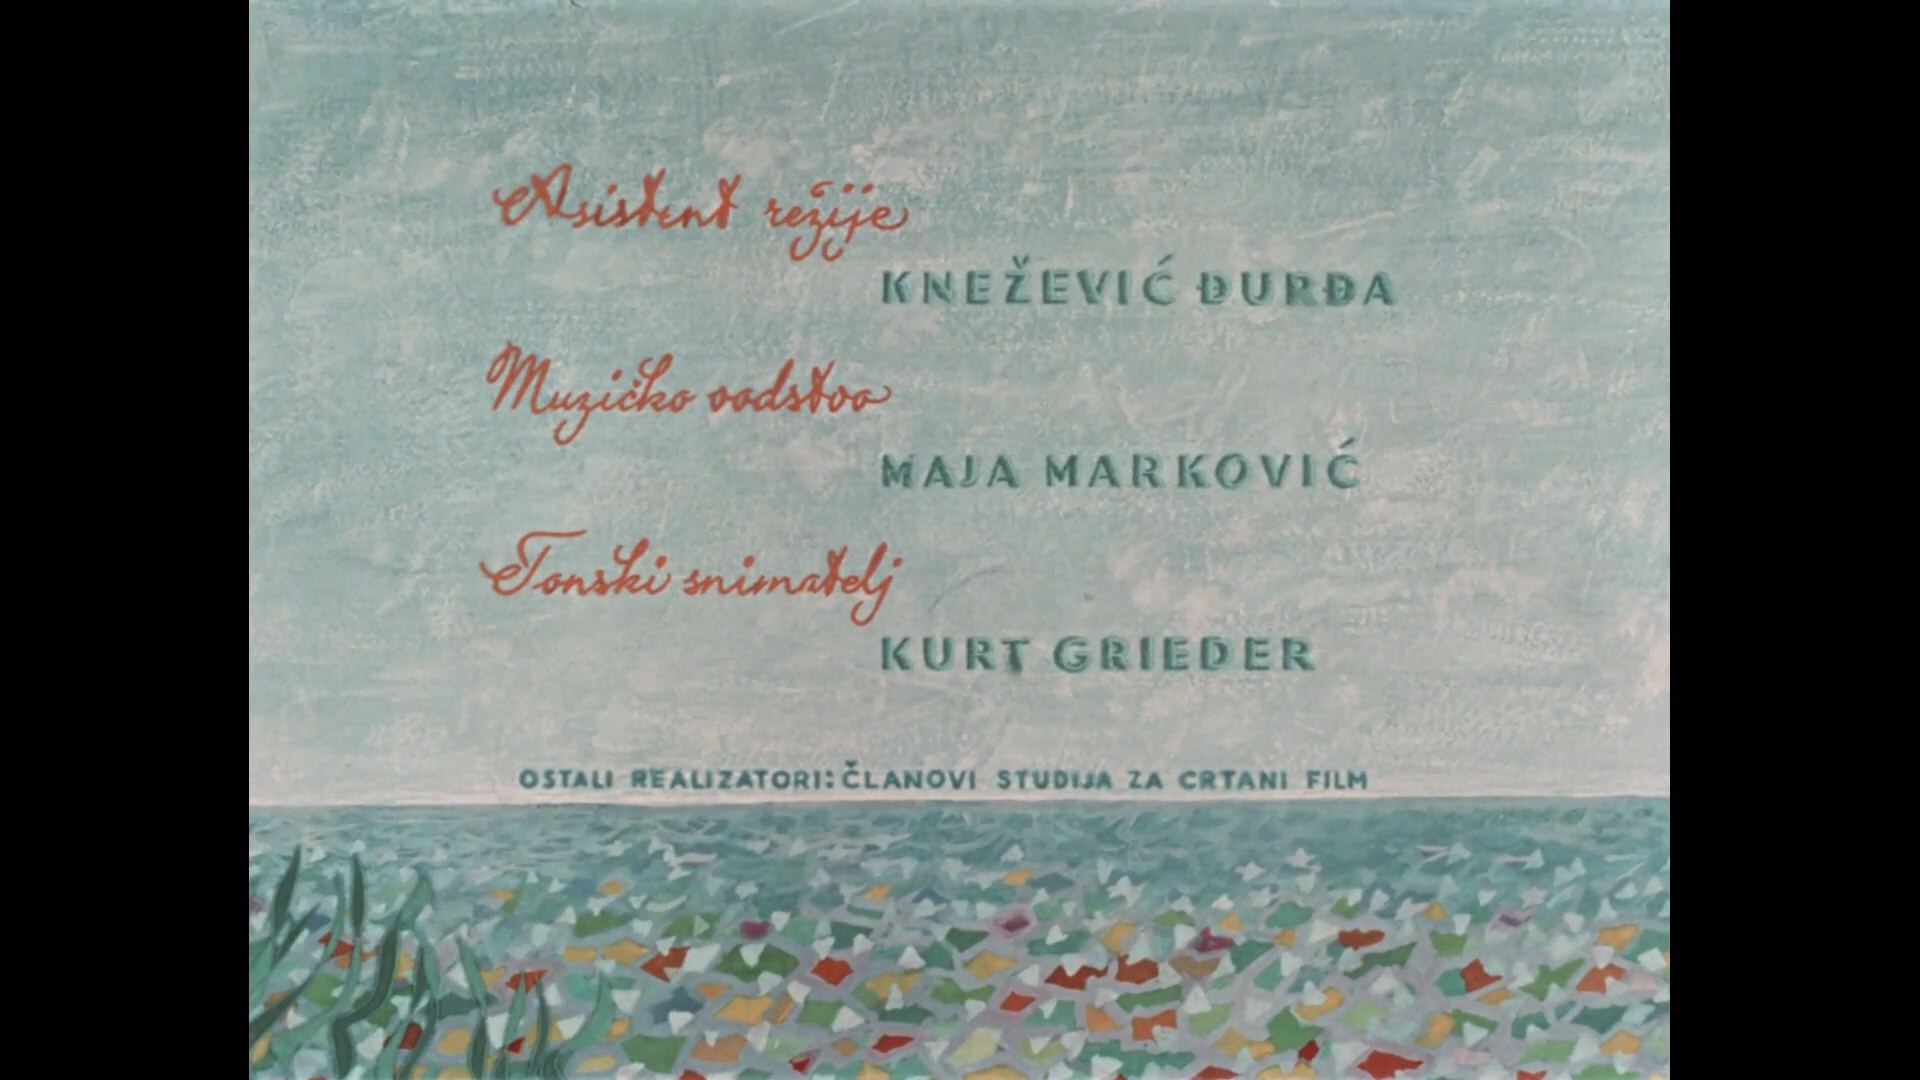 Asistent režije
KNEŽEVIĆ ĐURĐA
Muzičko vodstvo
MAJA MARKOVIĆ
Tonski snimatelj
KURT GRIEDER
OSTALI REALIZATORI: ČLANOVI STUDIJA ZA CRTANI FILM